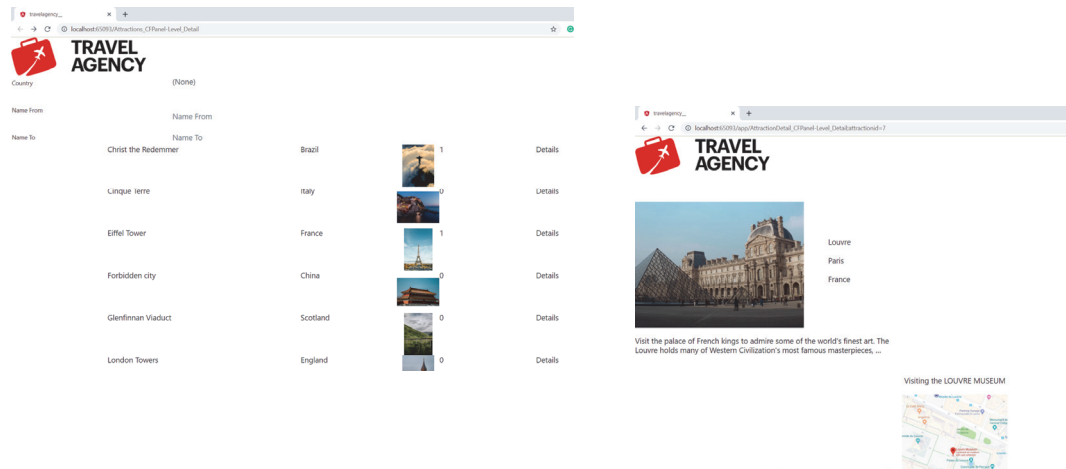 travelagency_
localhost:65093/Attractions_CFPanel-Level_Detail
TRAVEL
AGENCY
Country (None)
Name From Name From
Name To Name To
Christ the Redemmer Brazil 1 Details
Cinque Terre Italy 0 Details
Eiffel Tower France 1 Details
Forbidden city China 0 Details
Glenfinnan Viaduct Scotland 0 Details
London Towers England 0 Details
travelagency_
localhost:65093/app/AttractionDetail_CFPanel-Level_Detail;attractionid=7
TRAVEL
AGENCY
Louvre
Paris
France
Visit the palace of French kings to admire some of the world's finest art. The
Louvre holds many of Western Civilization's most famous masterpieces, ...
Visiting the LOUVRE MUSEUM